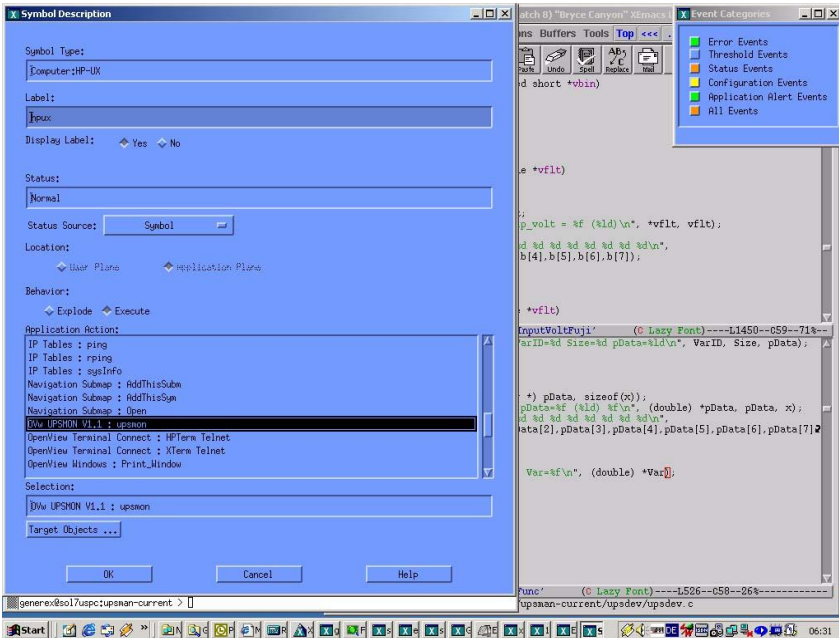 Symbol Description
Symbol Type:
Computer:HP-UX
Label:
hpux
Display Label: Yes No
Status:
Normal
Status Source: Symbol
Location:
User Plane Application Plane
Behavior:
Explode Execute
Application Action:
IP Tables : ping
IP Tables : rping
IP Tables : sysInfo
Navigation Submap : AddThisSubm
Navigation Submap : AddThisSym
Navigation Submap : Open
OVw UPSMON V1.1 : upsmon
OpenView Terminal Connect : HPTerm Telnet
OpenView Terminal Connect : XTerm Telnet
OpenView Windows : Print_Window
Selection:
OVw UPSMON V1.1 : upsmon
Target Objects ...
OK Cancel Help
generex@sol7uspc:upsman-current >
atch 8) "Bryce Canyon" XEmacs
ns Buffers Tools Top <<<
Paste Undo Spell Replace Mail
d short *vbin)
e *vflt)
p_volt = %f (%ld)\n", *vflt, vflt);
d %d %d %d %d %d %d %d\n",
b[4],b[5],b[6],b[7]);
*vflt)
InputVoltFuji' (C Lazy Font)----L1450--C59--71%--
VarID=%d Size=%d pData=%ld\n", VarID, Size, pData);
*) pData, sizeof(x));
pData=%f (%ld) %f\n", (double) *pData, pData, x);
%d %d %d %d %d %d %d\n",
ata[2],pData[3],pData[4],pData[5],pData[6],pData[7]
Var=%f\n", (double) *Var);
Func' (C Lazy Font)----L526--C58--26%------------
upsman-current/upsdev/upsdev.c
Event Categories
Error Events
Threshold Events
Status Events
Configuration Events
Application Alert Events
All Events
Start
DE
06:31